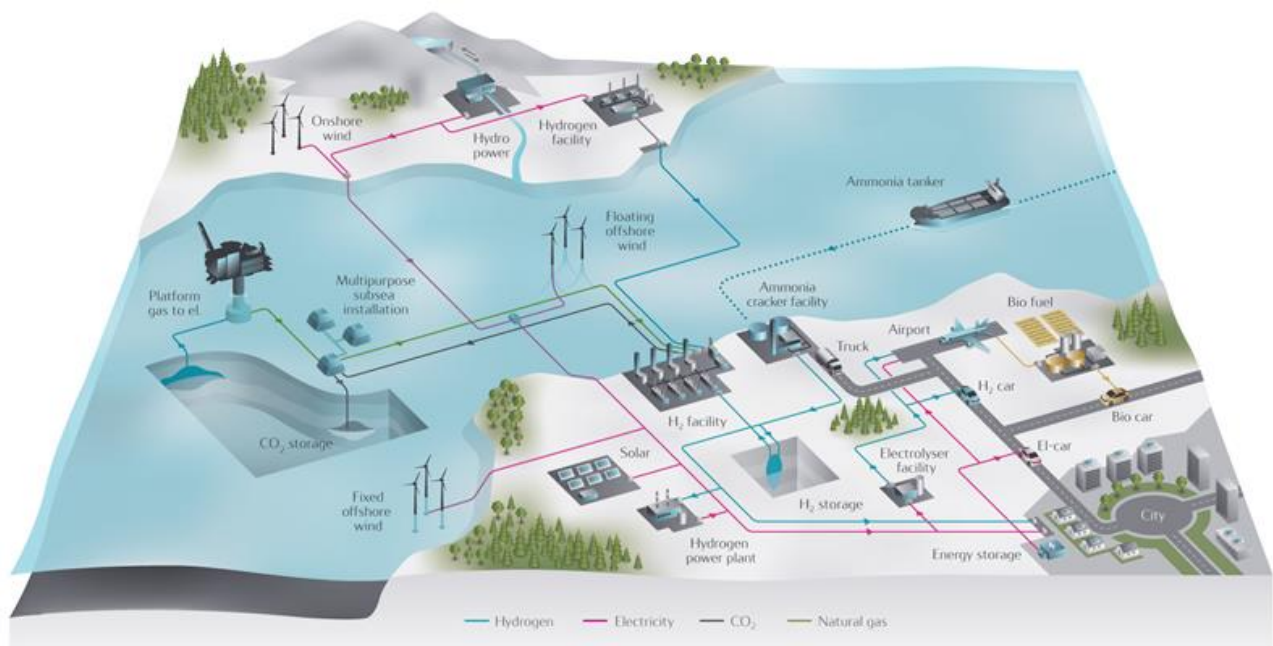 Onshore
wind
Hydro
power
Hydrogen
facility
Ammonia tanker
Floating
offshore
wind
Platform
gas to el.
Multipurpose
subsea
installation
Ammonia
cracker facility
Truck
Airport
Bio fuel
H₂ car
Bio car
CO₂ storage
H₂ facility
El-car
Solar
Electrolyser
facility
Fixed
offshore
wind
H₂ storage
City
Hydrogen
power plant
Energy storage
Hydrogen
Electricity
CO₂
Natural gas